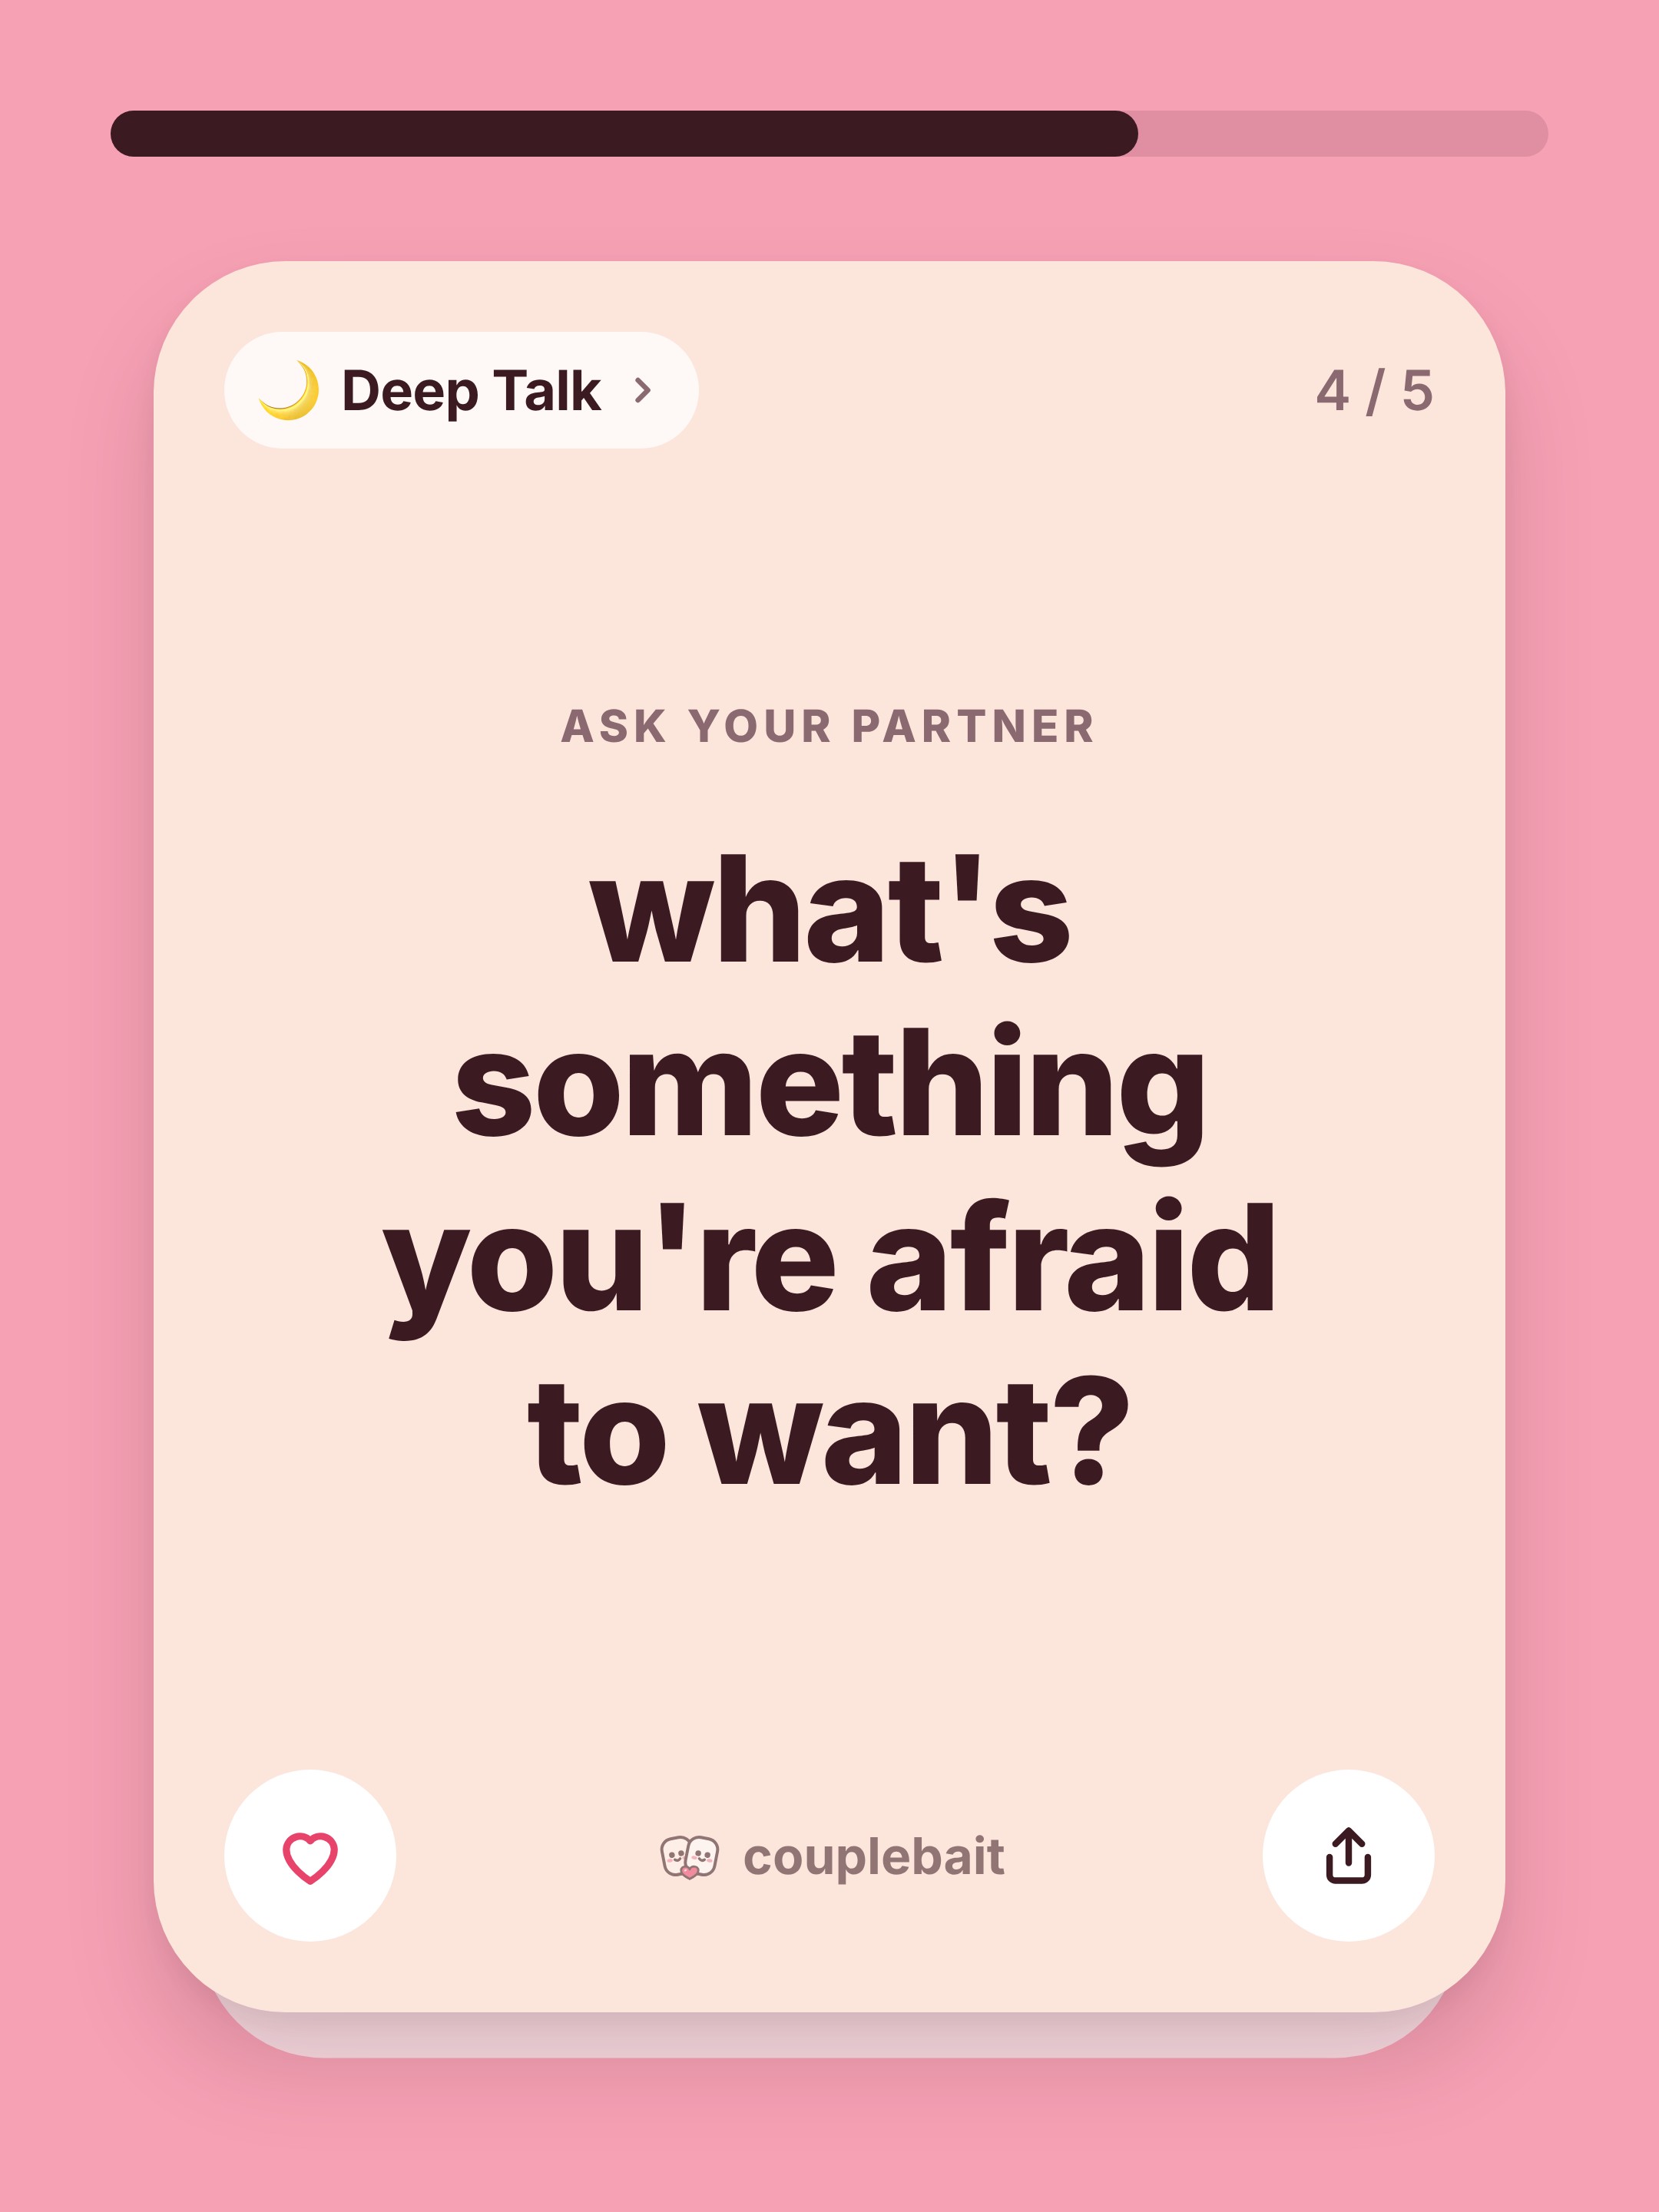 🌙 Deep Talk
4 / 5
ASK YOUR PARTNER
what's
something
you're afraid
to want?
couplebait